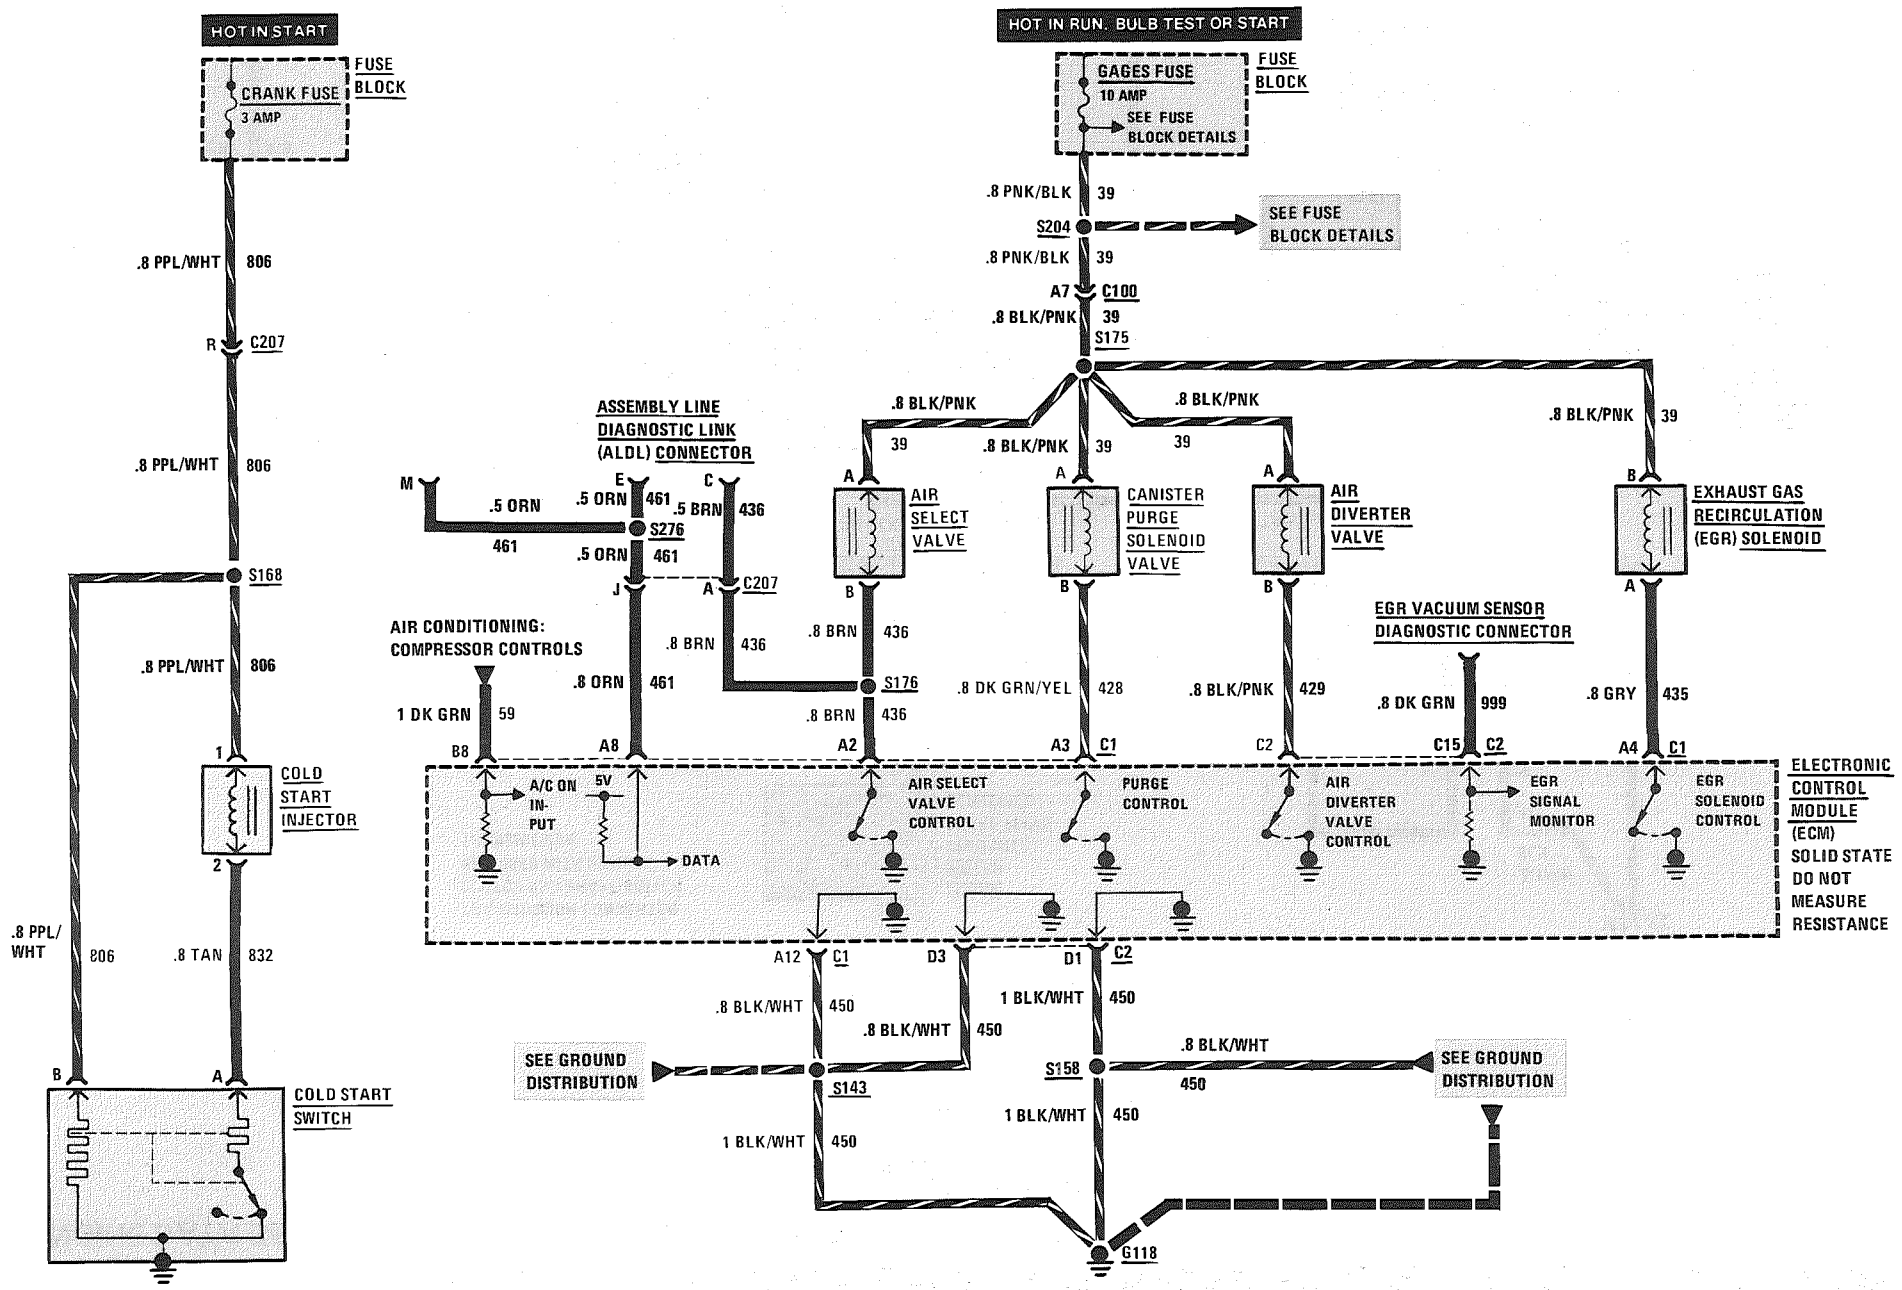 HOT IN START
HOT IN RUN. BULB TEST OR START
FUSE
BLOCK
CRANK FUSE
3 AMP
FUSE
BLOCK
GAGES FUSE
10 AMP
SEE FUSE
BLOCK DETAILS
.8 PNK/BLK 39
S204
SEE FUSE
BLOCK DETAILS
.8 PNK/BLK 39
.8 PPL/WHT 806
A7 C100
.8 BLK/PNK 39
S175
R C207
.8 BLK/PNK
39
.8 BLK/PNK
39
.8 BLK/PNK
39
.8 BLK/PNK 39
ASSEMBLY LINE
DIAGNOSTIC LINK
(ALDL) CONNECTOR
.8 PPL/WHT 806
M
E
C
.5 ORN
461
.5 ORN 461
.5 BRN 436
S276
.5 ORN 461
J
A C207
A
AIR
SELECT
VALVE
B
A
CANISTER
PURGE
SOLENOID
VALVE
B
A
AIR
DIVERTER
VALVE
B
B
EXHAUST GAS
RECIRCULATION
(EGR) SOLENOID
A
S168
EGR VACUUM SENSOR
DIAGNOSTIC CONNECTOR
AIR CONDITIONING:
COMPRESSOR CONTROLS
.8 BRN 436
.8 BRN 436
.8 PPL/WHT 806
.8 ORN 461
S176
.8 DK GRN/YEL 428
.8 BLK/PNK 429
.8 DK GRN 999
.8 GRY 435
1 DK GRN 59
.8 BRN 436
B8
A8
A2
A3 C1
C2
C15 C2
A4 C1
1
COLD
START
INJECTOR
2
A/C ON
IN-
PUT
5V
DATA
AIR SELECT
VALVE
CONTROL
PURGE
CONTROL
AIR
DIVERTER
VALVE
CONTROL
EGR
SIGNAL
MONITOR
EGR
SOLENOID
CONTROL
ELECTRONIC
CONTROL
MODULE
(ECM)
SOLID STATE
DO NOT
MEASURE
RESISTANCE
.8 PPL/
WHT
806
.8 TAN 832
A12 C1
D3
D1 C2
.8 BLK/WHT 450
.8 BLK/WHT 450
1 BLK/WHT 450
SEE GROUND
DISTRIBUTION
S143
S158
.8 BLK/WHT
450
SEE GROUND
DISTRIBUTION
B
A
COLD START
SWITCH
1 BLK/WHT 450
1 BLK/WHT 450
G118